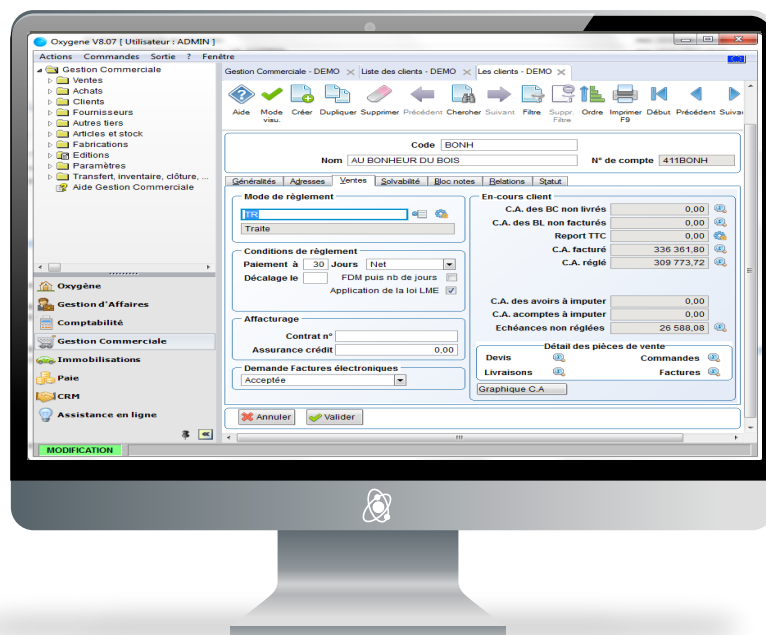 Oxygene V8.07 [ Utilisateur : ADMIN ]
Actions Commandes Sortie ? Fenêtre
Gestion Commerciale
Ventes
Achats
Clients
Fournisseurs
Autres tiers
Articles et stock
Fabrications
Editions
Paramètres
Transfert, inventaire, clôture, ...
Aide Gestion Commerciale
Oxygène
Gestion d'Affaires
Comptabilité
Gestion Commerciale
Immobilisations
Paie
CRM
Assistance en ligne
MODIFICATION
Gestion Commerciale - DEMO Liste des clients - DEMO Les clients - DEMO
Aide Mode visu. Créer Dupliquer Supprimer Précédent Chercher Suivant Filtre Suppr. Filtre Ordre Imprimer F9 Début Précédent Suiva
Code BONH
Nom AU BONHEUR DU BOIS N° de compte 411BONH
Généralités Adresses Ventes Solvabilité Bloc notes Relations Statut
Mode de règlement
TR
Traite
Conditions de règlement
Paiement à 30 Jours Net
Décalage le FDM puis nb de jours
Application de la loi LME
Affacturage
Contrat n°
Assurance crédit 0,00
Demande Factures électroniques
Acceptée
En-cours client
C.A. des BC non livrés 0,00
C.A. des BL non facturés 0,00
Report TTC 0,00
C.A. facturé 336 361,80
C.A. réglé 309 773,72
C.A. des avoirs à imputer 0,00
C.A. acomptes à imputer 0,00
Echéances non réglées 26 588,08
Détail des pièces de vente
Devis Commandes
Livraisons Factures
Graphique C.A
Annuler Valider